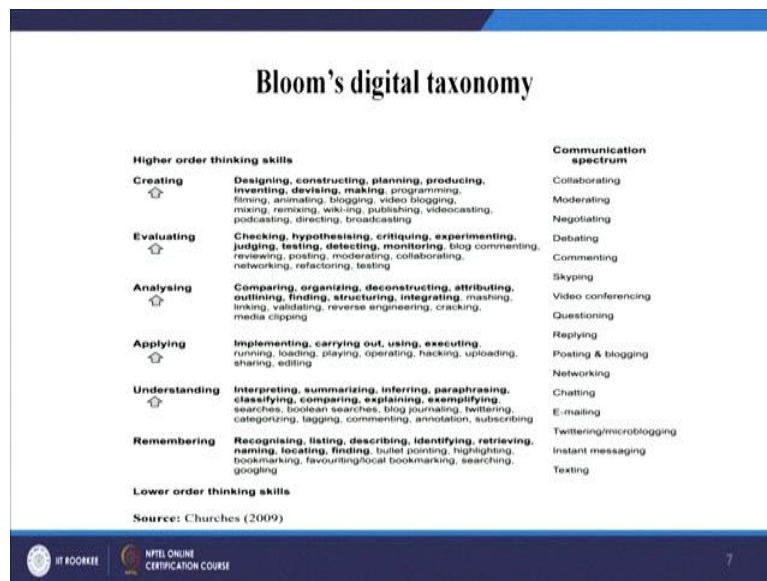 Bloom's digital taxonomy
Higher order thinking skills
Creating
Designing, constructing, planning, producing,
inventing, devising, making, programming,
filming, animating, blogging, video blogging,
mixing, remixing, wiki-ing, publishing, videocasting,
podcasting, directing, broadcasting
Evaluating
Checking, hypothesising, critiquing, experimenting,
judging, testing, detecting, monitoring, blog commenting,
reviewing, posting, moderating, collaborating,
networking, refactoring, testing
Analysing
Comparing, organizing, deconstructing, attributing,
outlining, finding, structuring, integrating, mashing,
linking, validating, reverse engineering, cracking,
media clipping
Applying
Implementing, carrying out, using, executing,
running, loading, playing, operating, hacking, uploading,
sharing, editing
Understanding
Interpreting, summarizing, inferring, paraphrasing,
classifying, comparing, explaining, exemplifying,
searches, boolean searches, blog journaling, twittering,
categorizing, tagging, commenting, annotation, subscribing
Remembering
Recognising, listing, describing, identifying, retrieving,
naming, locating, finding, bullet pointing, highlighting,
bookmarking, favouriting/local bookmarking, searching,
googling
Lower order thinking skills
Communication
spectrum
Collaborating
Moderating
Negotiating
Debating
Commenting
Skyping
Video conferencing
Questioning
Replying
Posting & blogging
Networking
Chatting
E-mailing
Twittering/microblogging
Instant messaging
Texting
Source: Churches (2009)
IIT ROORKEE
NPTEL ONLINE
CERTIFICATION COURSE
7